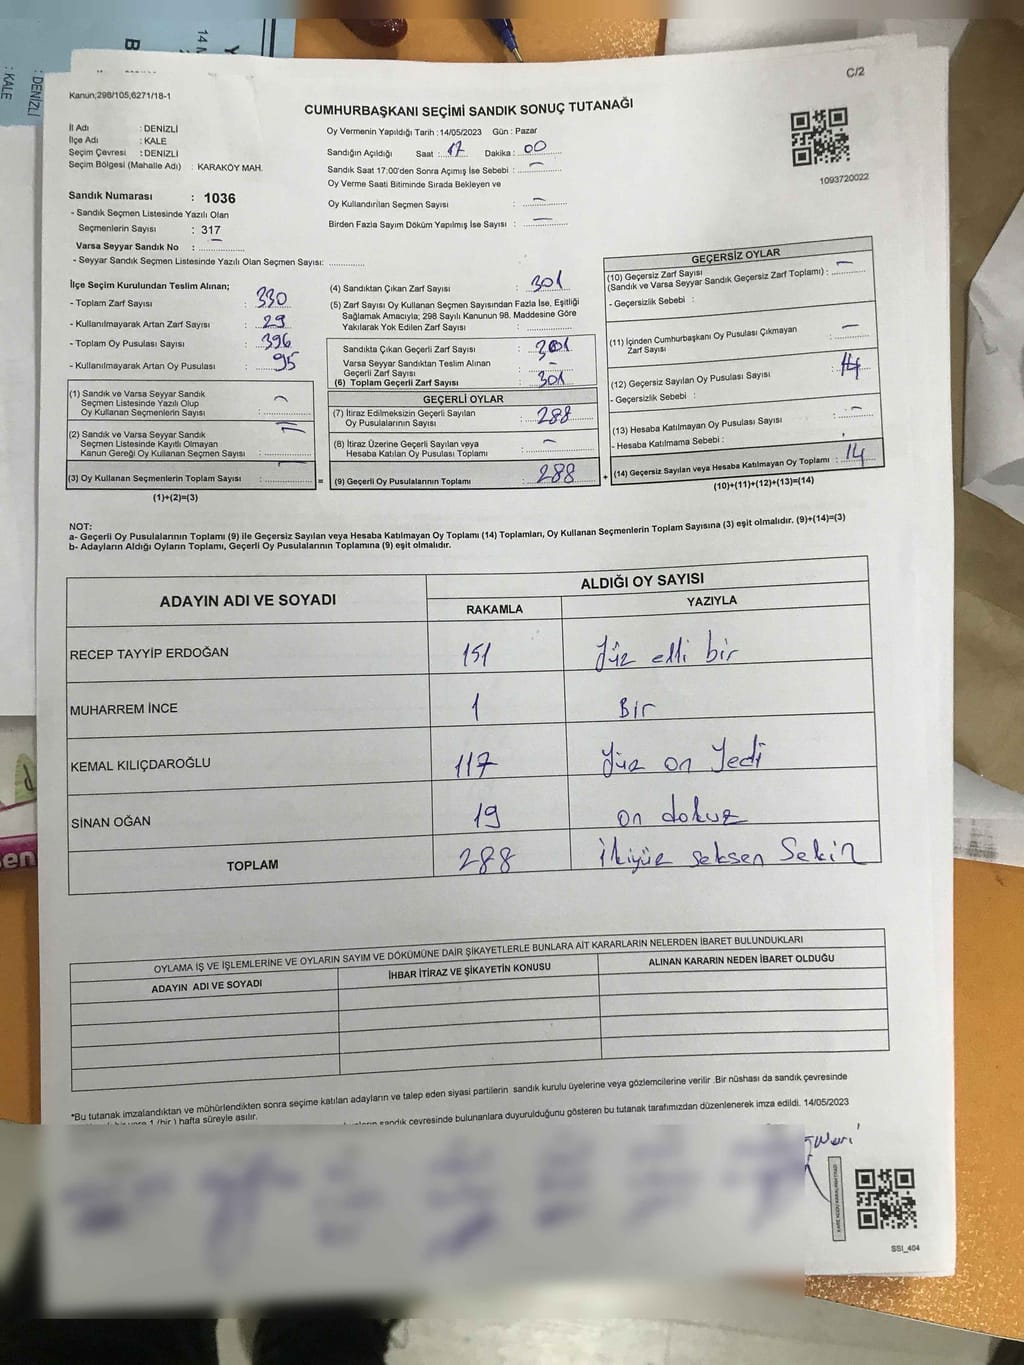 C/2
Kanun;298/105,6271/18-1
CUMHURBAŞKANI SEÇİMİ SANDIK SONUÇ TUTANAĞI
İl Adı : DENİZLİ
İlçe Adı : KALE
Seçim Çevresi : DENİZLİ
Seçim Bölgesi (Mahalle Adı) : KARAKÖY MAH.
Sandık Numarası : 1036
- Sandık Seçmen Listesinde Yazılı Olan
Seçmenlerin Sayısı : 317
Varsa Seyyar Sandık No :
- Seyyar Sandık Seçmen Listesinde Yazılı Olan Seçmen Sayısı:
Oy Vermenin Yapıldığı Tarih : 14/05/2023 Gün : Pazar
Sandığın Açıldığı Saat : 17 Dakika : 00
Sandık Saat 17:00'den Sonra Açımış İse Sebebi : —
Oy Verme Saati Bitiminde Sırada Bekleyen ve
Oy Kullandırılan Seçmen Sayısı : —
Birden Fazla Sayım Döküm Yapılmış İse Sayısı : —
1093720022
İlçe Seçim Kurulundan Teslim Alınan;
- Toplam Zarf Sayısı : 330
- Kullanılmayarak Artan Zarf Sayısı : 29
- Toplam Oy Pusulası Sayısı : 396
- Kullanılmayarak Artan Oy Pusulası : 95
(1) Sandık ve Varsa Seyyar Sandık
Seçmen Listesinde Yazılı Olup
Oy Kullanan Seçmenlerin Sayısı : —
(2) Sandık ve Varsa Seyyar Sandık
Seçmen Listesinde Kayıtlı Olmayan
Kanun Gereği Oy Kullanan Seçmen Sayısı :
(3) Oy Kullanan Seçmenlerin Toplam Sayısı : =
(1)+(2)=(3)
(4) Sandıktan Çıkan Zarf Sayısı : 301
(5) Zarf Sayısı Oy Kullanan Seçmen Sayısından Fazla İse, Eşitliği
Sağlamak Amacıyla; 298 Sayılı Kanunun 98. Maddesine Göre
Yakılarak Yok Edilen Zarf Sayısı :
Sandıkta Çıkan Geçerli Zarf Sayısı : 301
Varsa Seyyar Sandıktan Teslim Alınan
Geçerli Zarf Sayısı : —
(6) Toplam Geçerli Zarf Sayısı : 301
GEÇERLİ OYLAR
(7) İtiraz Edilmeksizin Geçerli Sayılan
Oy Pusulalarının Sayısı : 288
(8) İtiraz Üzerine Geçerli Sayılan veya
Hesaba Katılan Oy Pusulası Toplamı : —
(9) Geçerli Oy Pusulalarının Toplamı : 288 +
GEÇERSİZ OYLAR
(10) Geçersiz Zarf Sayısı
(Sandık ve Varsa Seyyar Sandık Geçersiz Zarf Toplamı) : —
- Geçersizlik Sebebi :
(11) İçinden Cumhurbaşkanı Oy Pusulası Çıkmayan
Zarf Sayısı : —
(12) Geçersiz Sayılan Oy Pusulası Sayısı : 14
- Geçersizlik Sebebi :
(13) Hesaba Katılmayan Oy Pusulası Sayısı : —
- Hesaba Katılmama Sebebi :
(14) Geçersiz Sayılan veya Hesaba Katılmayan Oy Toplamı : 14
(10)+(11)+(12)+(13)=(14)
NOT:
a- Geçerli Oy Pusulalarının Toplamı (9) ile Geçersiz Sayılan veya Hesaba Katılmayan Oy Toplamı (14) Toplamları, Oy Kullanan Seçmenlerin Toplam Sayısına (3) eşit olmalıdır. (9)+(14)=(3)
b- Adayların Aldığı Oyların Toplamı, Geçerli Oy Pusulalarının Toplamına (9) eşit olmalıdır.
ADAYIN ADI VE SOYADI ALDIĞI OY SAYISI
RAKAMLA YAZIYLA
RECEP TAYYİP ERDOĞAN 151 Yüz elli bir
MUHARREM İNCE 1 Bir
KEMAL KILIÇDAROĞLU 117 Yüz on Yedi
SİNAN OĞAN 19 on dokuz
TOPLAM 288 İkiyüz seksen Sekiz
OYLAMA İŞ VE İŞLEMLERİNE VE OYLARIN SAYIM VE DÖKÜMÜNE DAİR ŞİKAYETLERLE BUNLARA AİT KARARLARIN NELERDEN İBARET BULUNDUKLARI
ADAYIN ADI VE SOYADI İHBAR İTİRAZ VE ŞİKAYETİN KONUSU ALINAN KARARIN NEDEN İBARET OLDUĞU
*Bu tutanak imzalandıktan ve mühürlendikten sonra seçime katılan adayların ve talep eden siyasi partilerin sandık kurulu üyelerine veya gözlemcilerine verilir .Bir nüshası da sandık çevresinde
1 (bir ) hafta süreyle asılır.
sandık çevresinde bulunanlara duyurulduğunu gösteren bu tutanak tarafımızdan düzenlenerek imza edildi. 14/05/2023
SSI_404
: DENİZLİ
: KALE